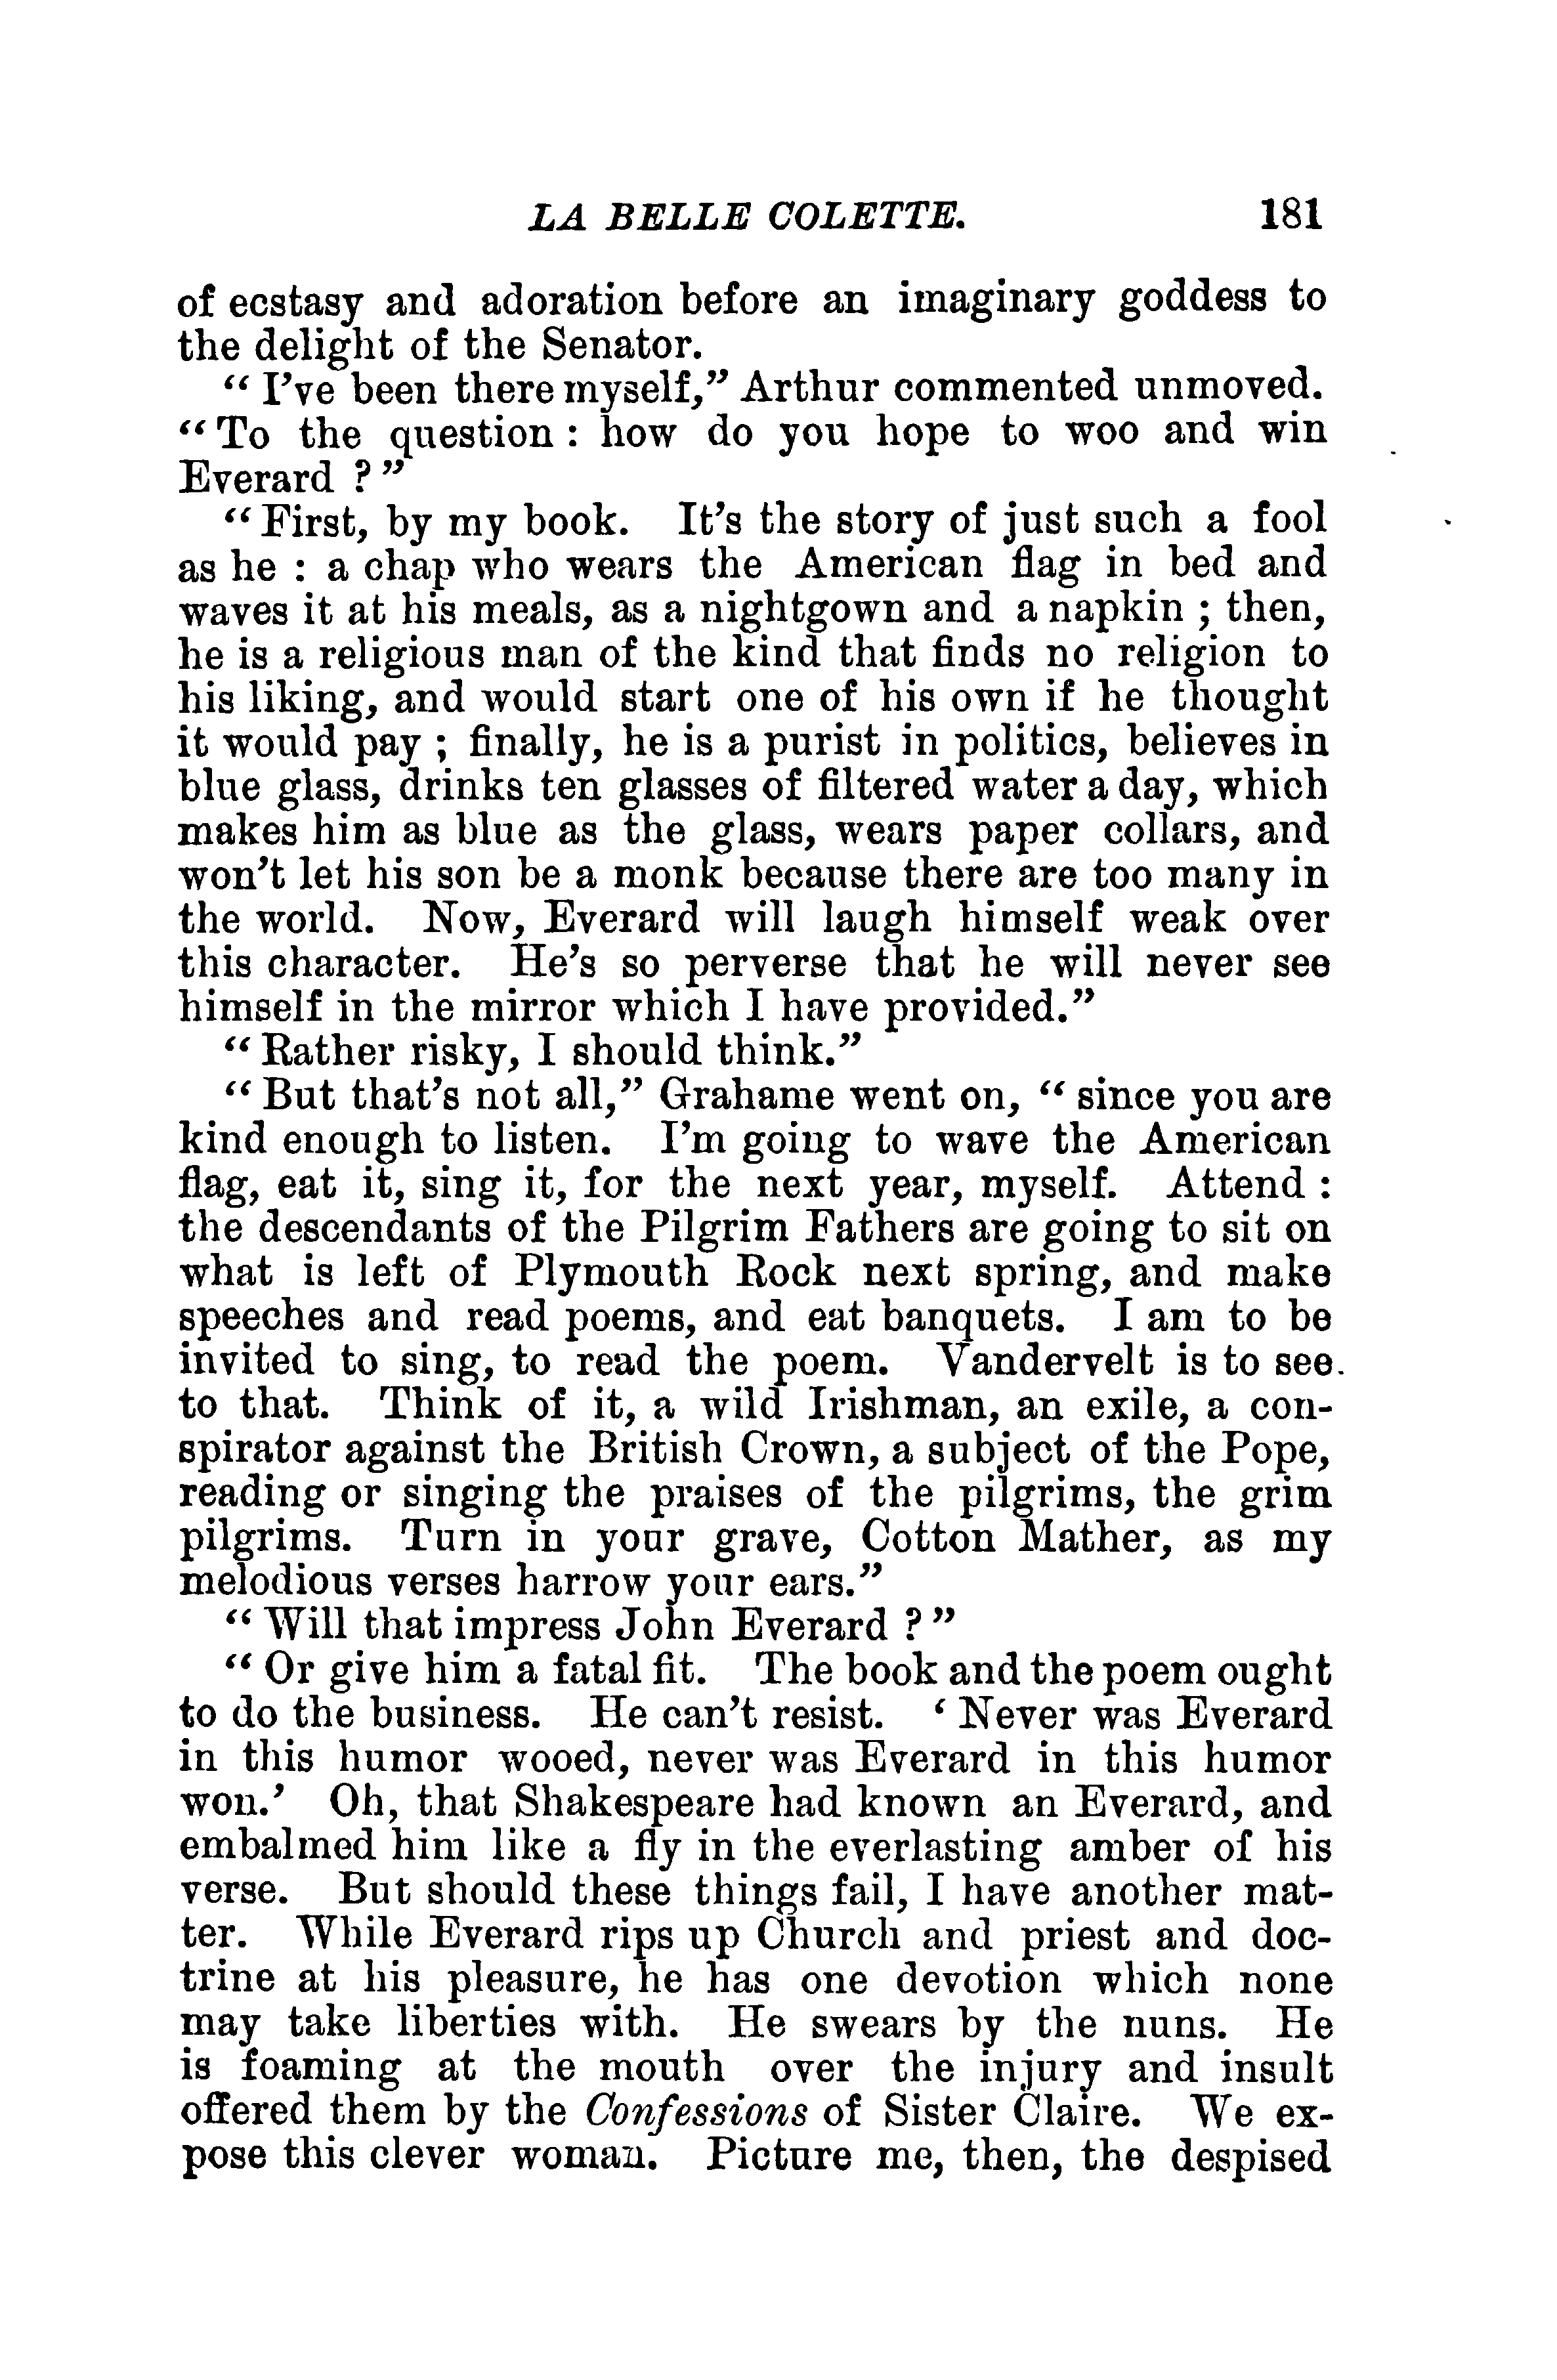 LA BELLE COLETTE. 181
of ecstasy and adoration before an imaginary goddess to
the delight of the Senator.
“ I’ve been there myself,” Arthur commented unmoved.
“ To the question : how do you hope to woo and win
Everard ? ”
“ First, by my book. It’s the story of just such a fool
as he : a chap who wears the American flag in bed and
waves it at his meals, as a nightgown and a napkin ; then,
he is a religious man of the kind that finds no religion to
his liking, and would start one of his own if he thought
it would pay ; finally, he is a purist in politics, believes in
blue glass, drinks ten glasses of filtered water a day, which
makes him as blue as the glass, wears paper collars, and
won’t let his son be a monk because there are too many in
the world. Now, Everard will laugh himself weak over
this character. He’s so perverse that he will never see
himself in the mirror which I have provided.”
“ Rather risky, I should think.”
“ But that’s not all,” Grahame went on, “ since you are
kind enough to listen. I’m going to wave the American
flag, eat it, sing it, for the next year, myself. Attend :
the descendants of the Pilgrim Fathers are going to sit on
what is left of Plymouth Rock next spring, and make
speeches and read poems, and eat banquets. I am to be
invited to sing, to read the poem. Vandervelt is to see.
to that. Think of it, a wild Irishman, an exile, a con-
spirator against the British Crown, a subject of the Pope,
reading or singing the praises of the pilgrims, the grim
pilgrims. Turn in your grave, Cotton Mather, as my
melodious verses harrow your ears.”
“ Will that impress John Everard ? ”
“ Or give him a fatal fit. The book and the poem ought
to do the business. He can’t resist. ‘ Never was Everard
in this humor wooed, never was Everard in this humor
won.’ Oh, that Shakespeare had known an Everard, and
embalmed him like a fly in the everlasting amber of his
verse. But should these things fail, I have another mat-
ter. While Everard rips up Church and priest and doc-
trine at his pleasure, he has one devotion which none
may take liberties with. He swears by the nuns. He
is foaming at the mouth over the injury and insult
offered them by the Confessions of Sister Claire. We ex-
pose this clever woman. Picture me, then, the despised